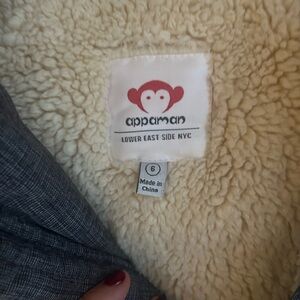 appaman
LOWER EAST SIDE NYC
6
Made in
China